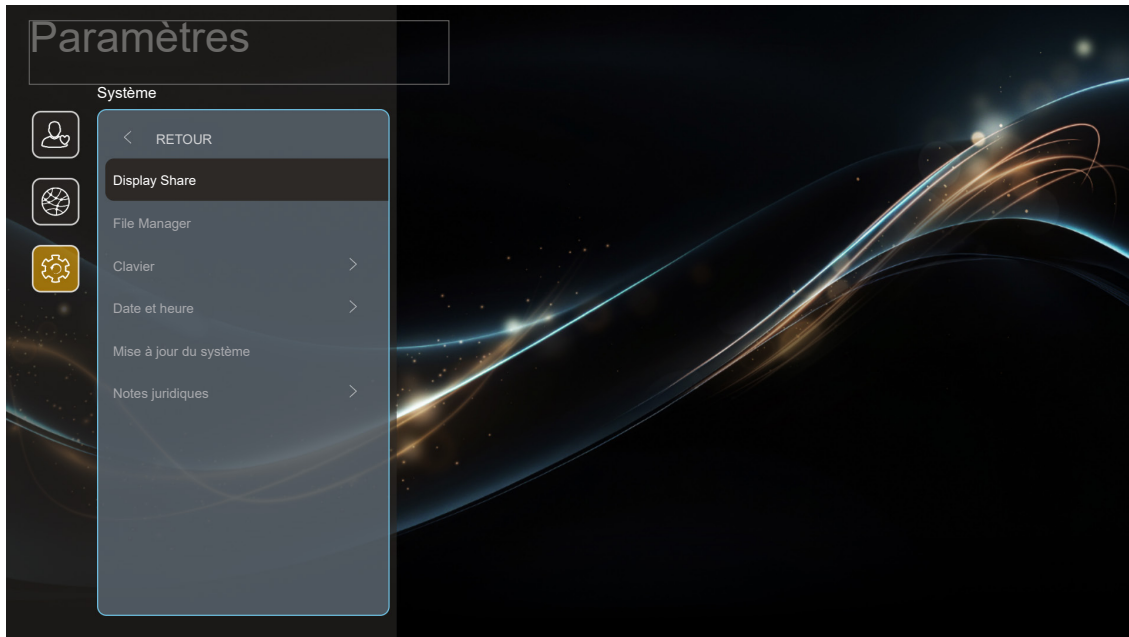 Paramètres
Système
RETOUR
Display Share
File Manager
Clavier
Date et heure
Mise à jour du système
Notes juridiques